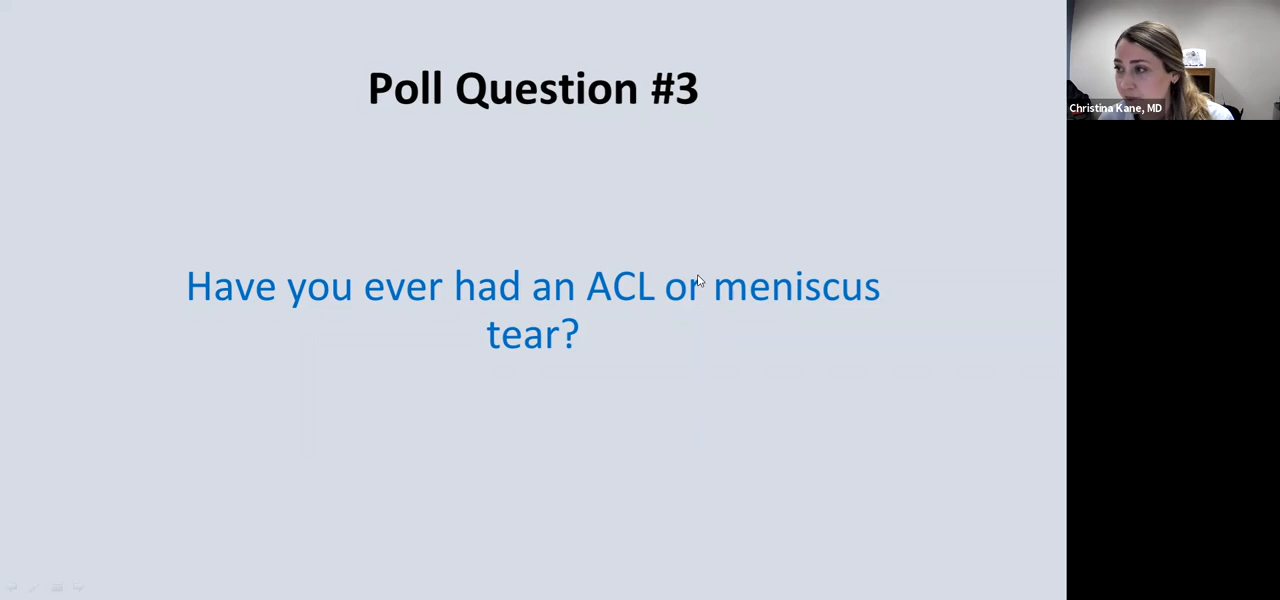 Poll Question #3
Have you ever had an ACL or meniscus
tear?
Christina Kane, MD